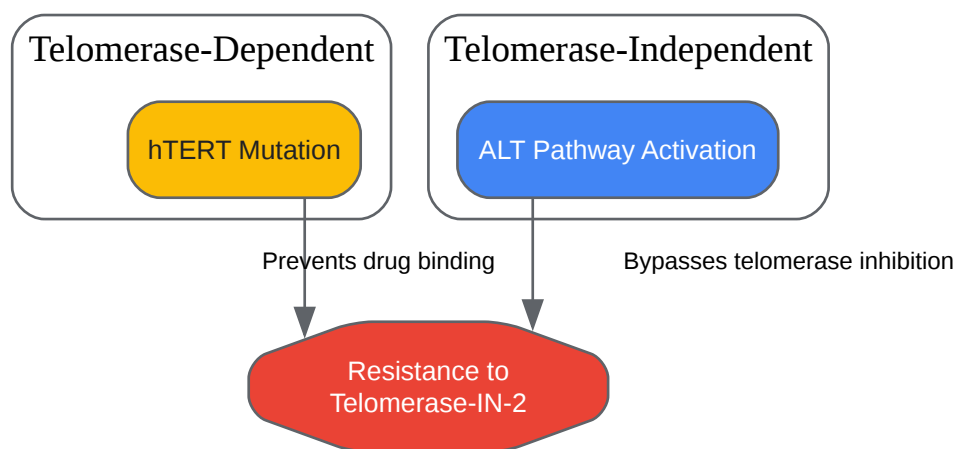 Telomerase-Dependent
Telomerase-Independent
hTERT Mutation
ALT Pathway Activation
Prevents drug binding
Bypasses telomerase inhibition
Resistance to
Telomerase-IN-2